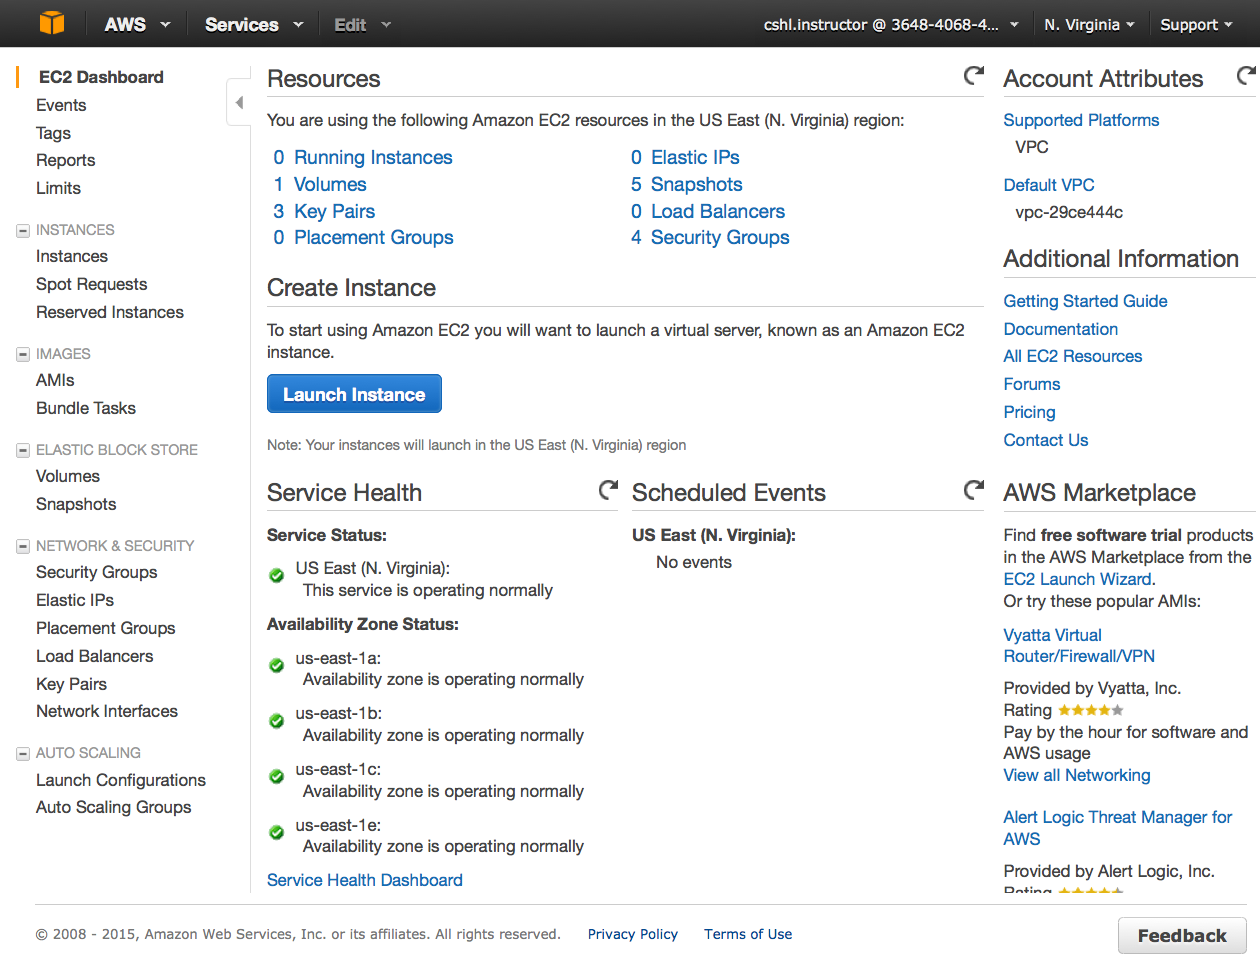 AWS Services Edit cshl.instructor @ 3648-4068-4... N. Virginia Support
EC2 Dashboard
Events
Tags
Reports
Limits
INSTANCES
Instances
Spot Requests
Reserved Instances
IMAGES
AMIs
Bundle Tasks
ELASTIC BLOCK STORE
Volumes
Snapshots
NETWORK & SECURITY
Security Groups
Elastic IPs
Placement Groups
Load Balancers
Key Pairs
Network Interfaces
AUTO SCALING
Launch Configurations
Auto Scaling Groups
Resources
You are using the following Amazon EC2 resources in the US East (N. Virginia) region:
0 Running Instances 0 Elastic IPs
1 Volumes 5 Snapshots
3 Key Pairs 0 Load Balancers
0 Placement Groups 4 Security Groups
Create Instance
To start using Amazon EC2 you will want to launch a virtual server, known as an Amazon EC2
instance.
Launch Instance
Note: Your instances will launch in the US East (N. Virginia) region
Service Health
Service Status:
US East (N. Virginia):
This service is operating normally
Availability Zone Status:
us-east-1a:
Availability zone is operating normally
us-east-1b:
Availability zone is operating normally
us-east-1c:
Availability zone is operating normally
us-east-1e:
Availability zone is operating normally
Service Health Dashboard
Scheduled Events
US East (N. Virginia):
No events
Account Attributes
Supported Platforms
VPC
Default VPC
vpc-29ce444c
Additional Information
Getting Started Guide
Documentation
All EC2 Resources
Forums
Pricing
Contact Us
AWS Marketplace
Find free software trial products
in the AWS Marketplace from the
EC2 Launch Wizard.
Or try these popular AMIs:
Vyatta Virtual
Router/Firewall/VPN
Provided by Vyatta, Inc.
Rating
Pay by the hour for software and
AWS usage
View all Networking
Alert Logic Threat Manager for
AWS
Provided by Alert Logic, Inc.
Rating
© 2008 - 2015, Amazon Web Services, Inc. or its affiliates. All rights reserved. Privacy Policy Terms of Use
Feedback